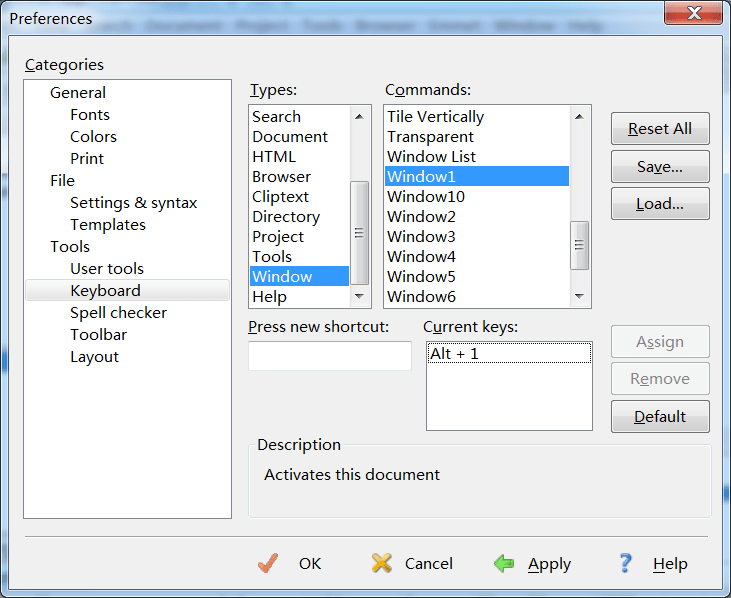 Preferences
Categories
General
Fonts
Colors
Print
File
Settings & syntax
Templates
Tools
User tools
Keyboard
Spell checker
Toolbar
Layout
Types:
Search
Document
HTML
Browser
Cliptext
Directory
Project
Tools
Window
Help
Commands:
Tile Vertically
Transparent
Window List
Window1
Window10
Window2
Window3
Window4
Window5
Window6
Reset All
Save...
Load...
Press new shortcut:
Current keys:
Alt + 1
Assign
Remove
Default
Description
Activates this document
OK
Cancel
Apply
? Help